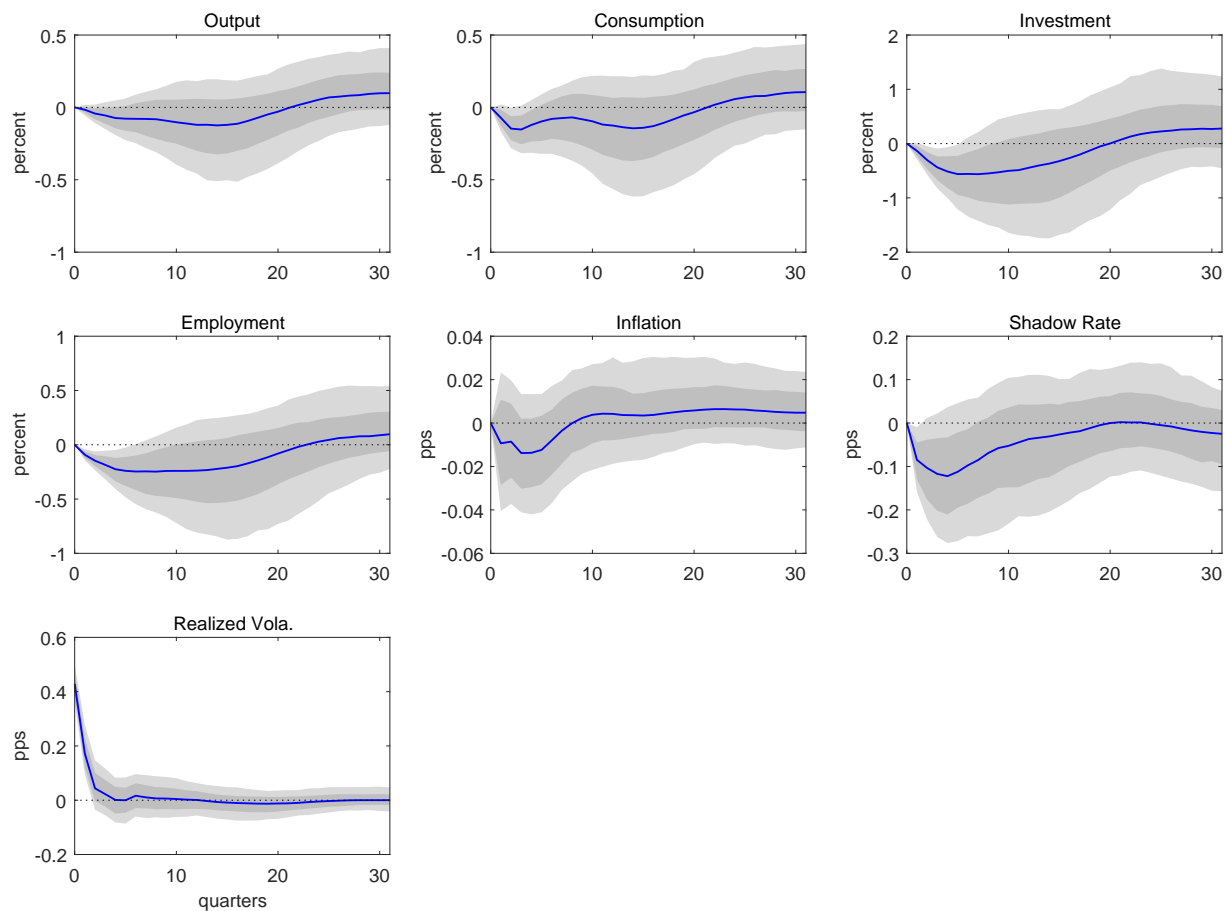 Output
0.5
0
-0.5
-1
percent
0 10 20 30
Consumption
0.5
0
-0.5
-1
percent
0 10 20 30
Investment
2
1
0
-1
-2
percent
0 10 20 30
Employment
1
0.5
0
-0.5
-1
percent
0 10 20 30
Inflation
0.04
0.02
0
-0.02
-0.04
-0.06
pps
0 10 20 30
Shadow Rate
0.2
0.1
0
-0.1
-0.2
-0.3
pps
0 10 20 30
Realized Vola.
0.6
0.4
0.2
0
-0.2
pps
0 10 20 30
quarters